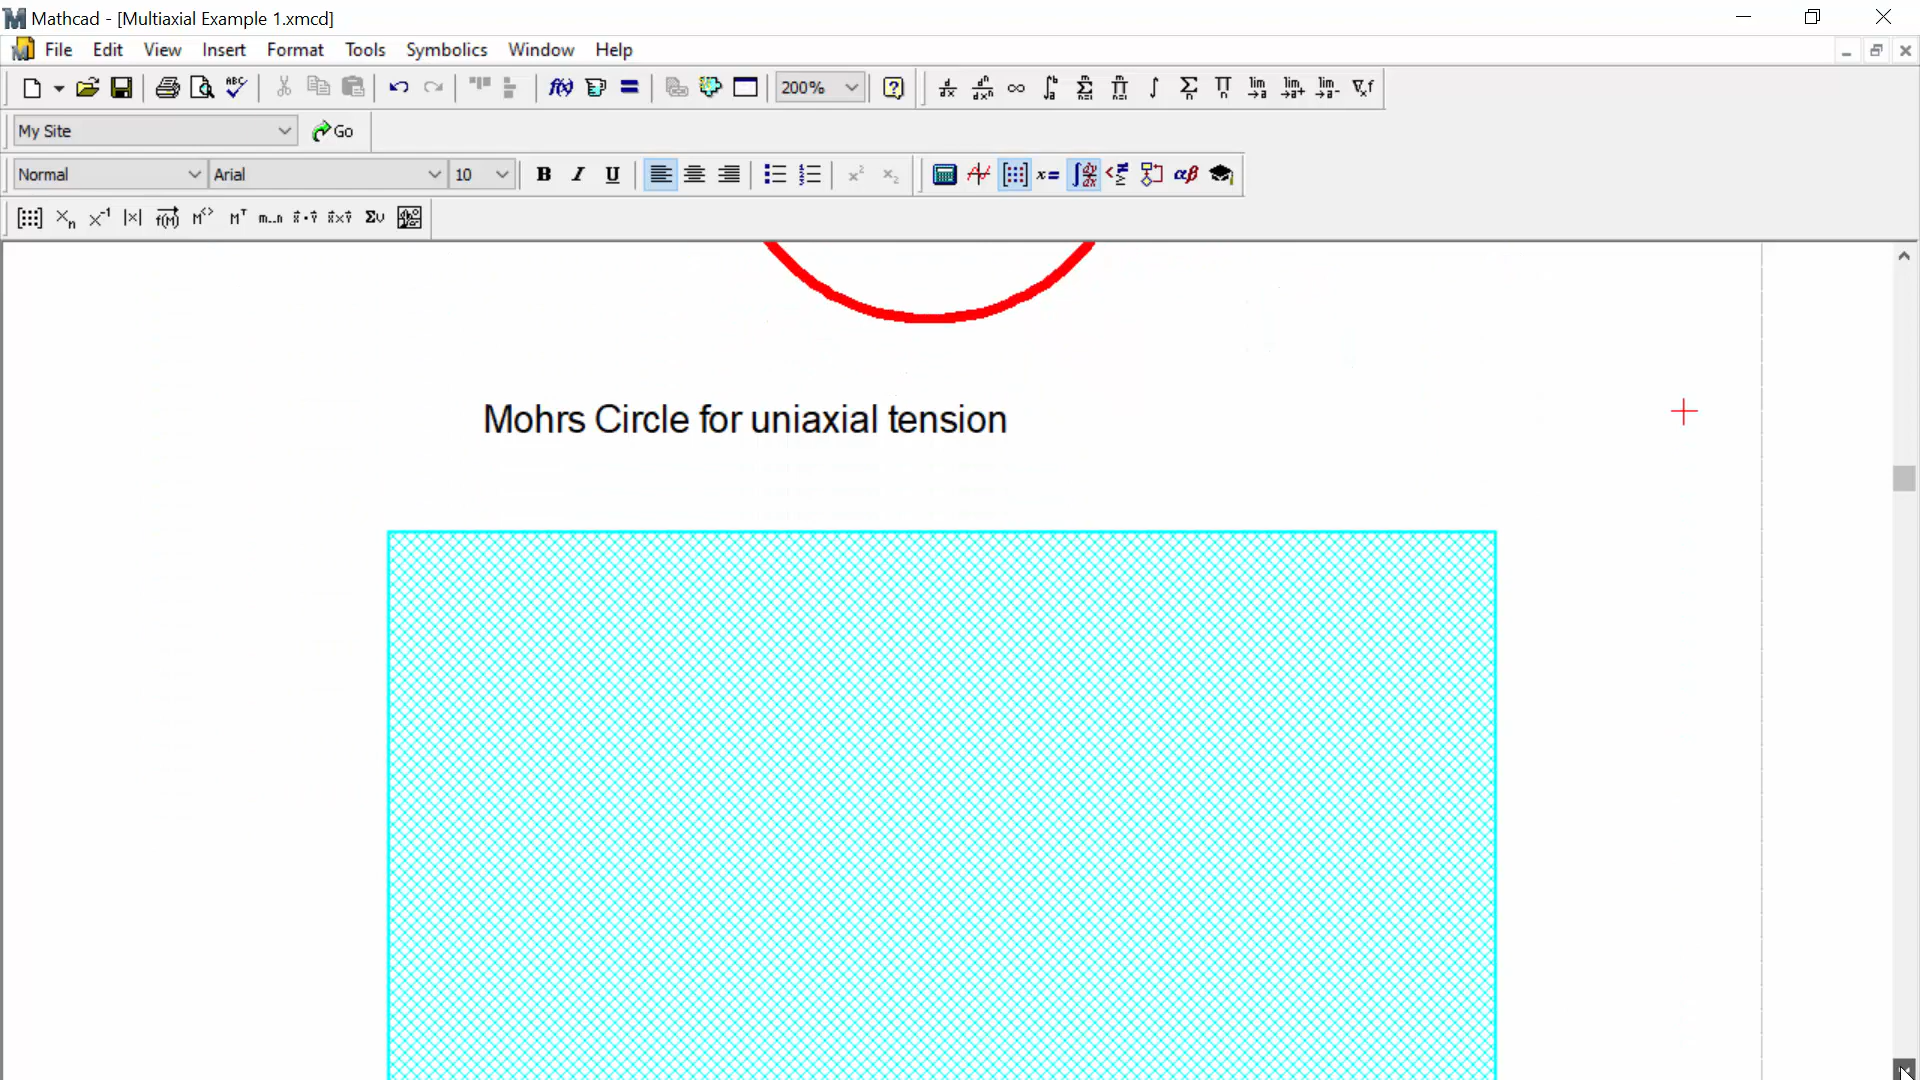 Mathcad - [Multiaxial Example 1.xmcd]
File Edit View Insert Format Tools Symbolics Window Help
200%
My Site Go
Normal Arial 10 B I U
Mohrs Circle for uniaxial tension